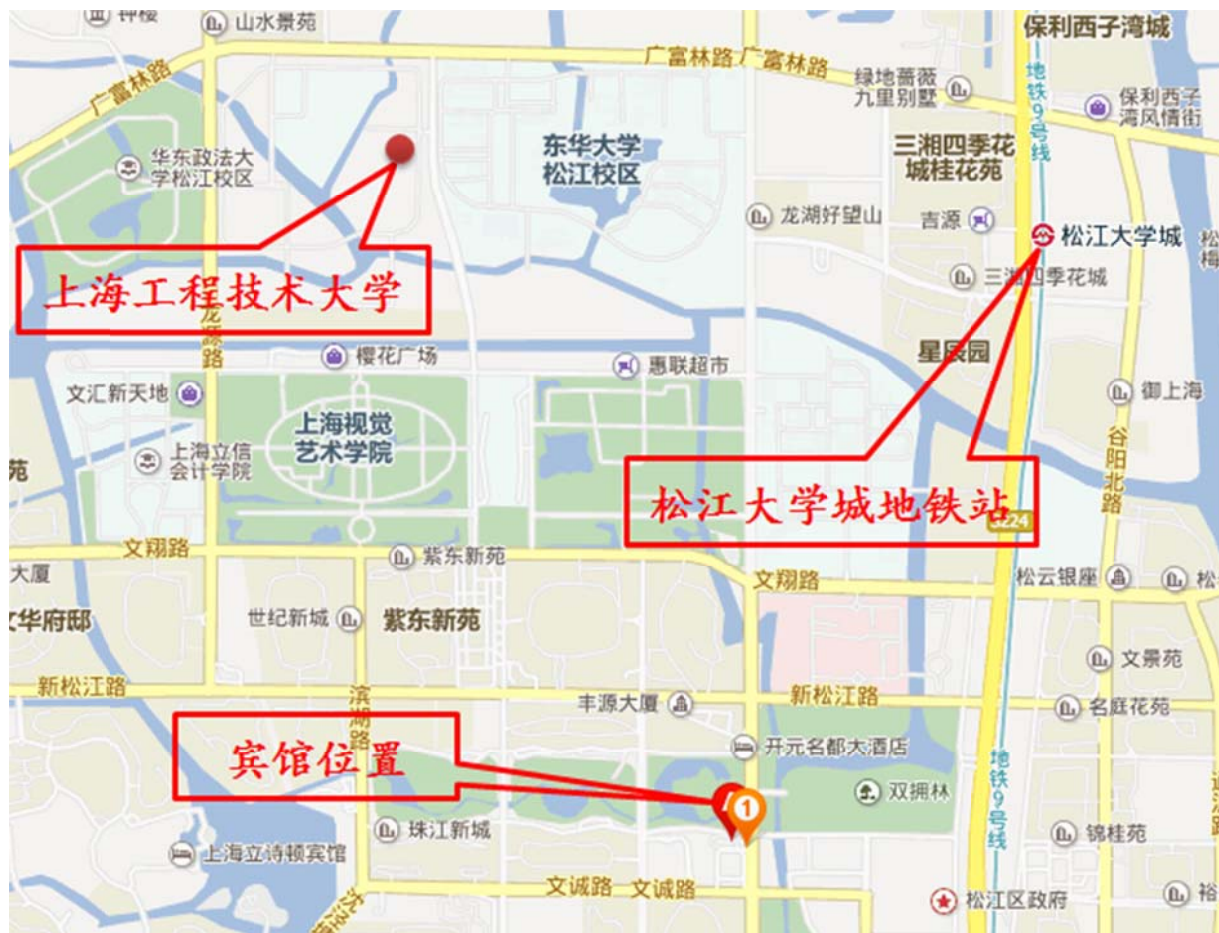 钟楼
山水景苑
保利西子湾城
广富林路
广富林路
地铁9号线
绿地蔷薇
九里别墅
保利西子
湾风情街
广富林路
华东政法大
学松江校区
东华大学
松江校区
三湘四季花
城桂花苑
龙湖好望山
吉源
松江大学城
松
梅
三湘四季花城
上海工程技术大学
龙源路
樱花广场
惠联超市
星辰园
文汇新天地
御上海
上海视觉
艺术学院
上海立信
会计学院
苑
谷阳北路
松江大学城地铁站
S224
文翔路
紫东新苑
文翔路
大厦
松云银座
松
世纪新城
紫东新苑
文华府邸
文景苑
新松江路
丰源大厦
新松江路
名庭花苑
滨湖路
宾馆位置
开元名都大酒店
地铁9号线
双拥林
1
珠江新城
锦桂苑
上海立诗顿宾馆
文诚路
文诚路
松江区政府
裕